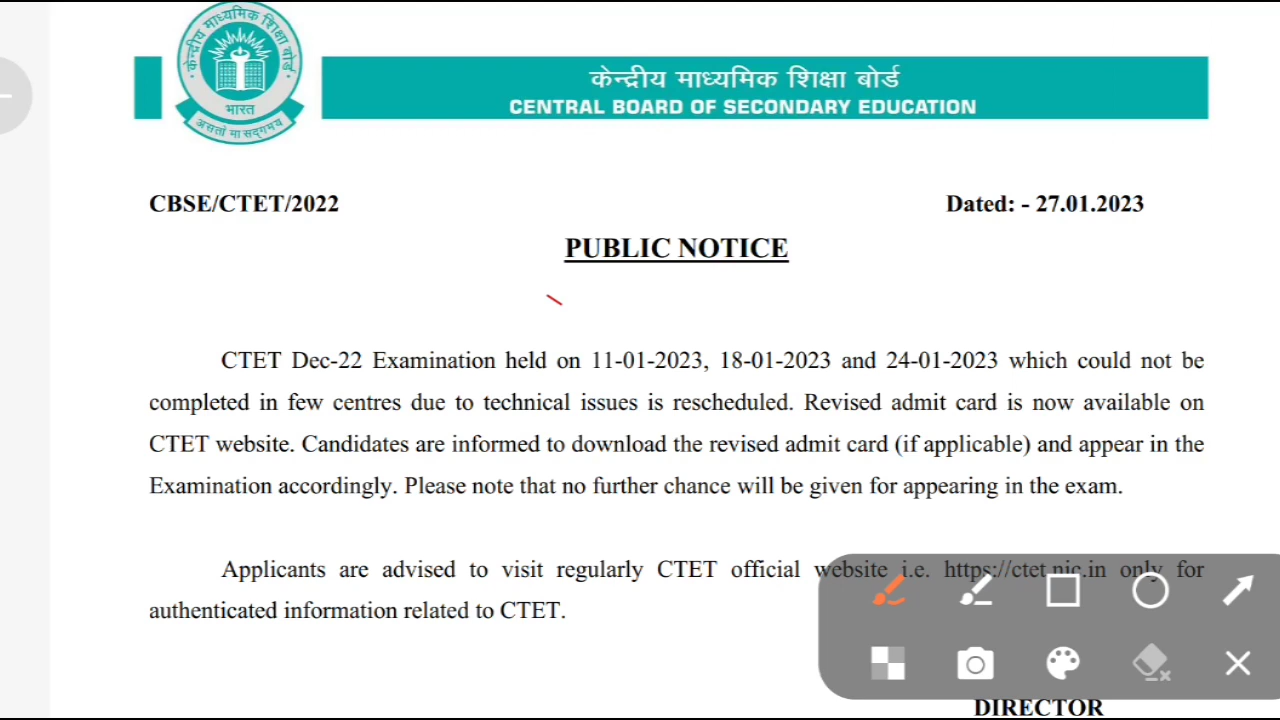 केन्द्रीय माध्यमिक शिक्षा बोर्ड
भारत
असतो मा सद्गमय
केन्द्रीय माध्यमिक शिक्षा बोर्ड
CENTRAL BOARD OF SECONDARY EDUCATION
CBSE/CTET/2022 Dated: - 27.01.2023
PUBLIC NOTICE
CTET Dec-22 Examination held on 11-01-2023, 18-01-2023 and 24-01-2023 which could not be
completed in few centres due to technical issues is rescheduled. Revised admit card is now available on
CTET website. Candidates are informed to download the revised admit card (if applicable) and appear in the
Examination accordingly. Please note that no further chance will be given for appearing in the exam.
Applicants are advised to visit regularly CTET official website i.e. https://ctet.nic.in only for
authenticated information related to CTET.
DIRECTOR